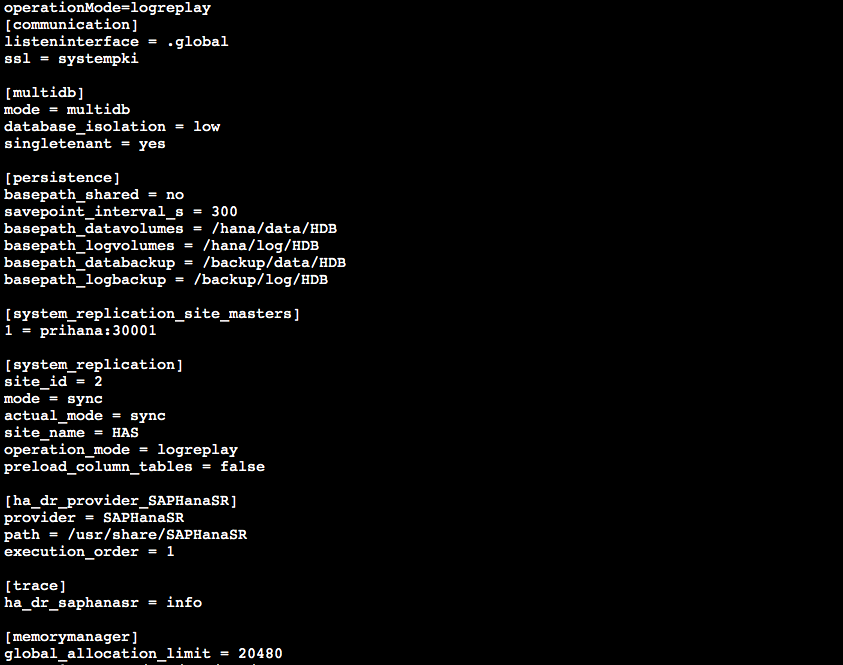 operationMode=logreplay
[communication]
listeninterface = .global
ssl = systempki
[multidb]
mode = multidb
database_isolation = low
singletenant = yes
[persistence]
basepath_shared = no
savepoint_interval_s = 300
basepath_datavolumes = /hana/data/HDB
basepath_logvolumes = /hana/log/HDB
basepath_databackup = /backup/data/HDB
basepath_logbackup = /backup/log/HDB
[system_replication_site_masters]
1 = prihana:30001
[system_replication]
site_id = 2
mode = sync
actual_mode = sync
site_name = HAS
operation_mode = logreplay
preload_column_tables = false
[ha_dr_provider_SAPHanaSR]
provider = SAPHanaSR
path = /usr/share/SAPHanaSR
execution_order = 1
[trace]
ha_dr_saphanasr = info
[memorymanager]
global_allocation_limit = 20480